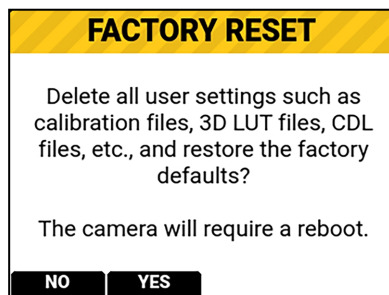 FACTORY RESET
Delete all user settings such as
calibration files, 3D LUT files, CDL
files, etc., and restore the factory
defaults?
The camera will require a reboot.
NO YES